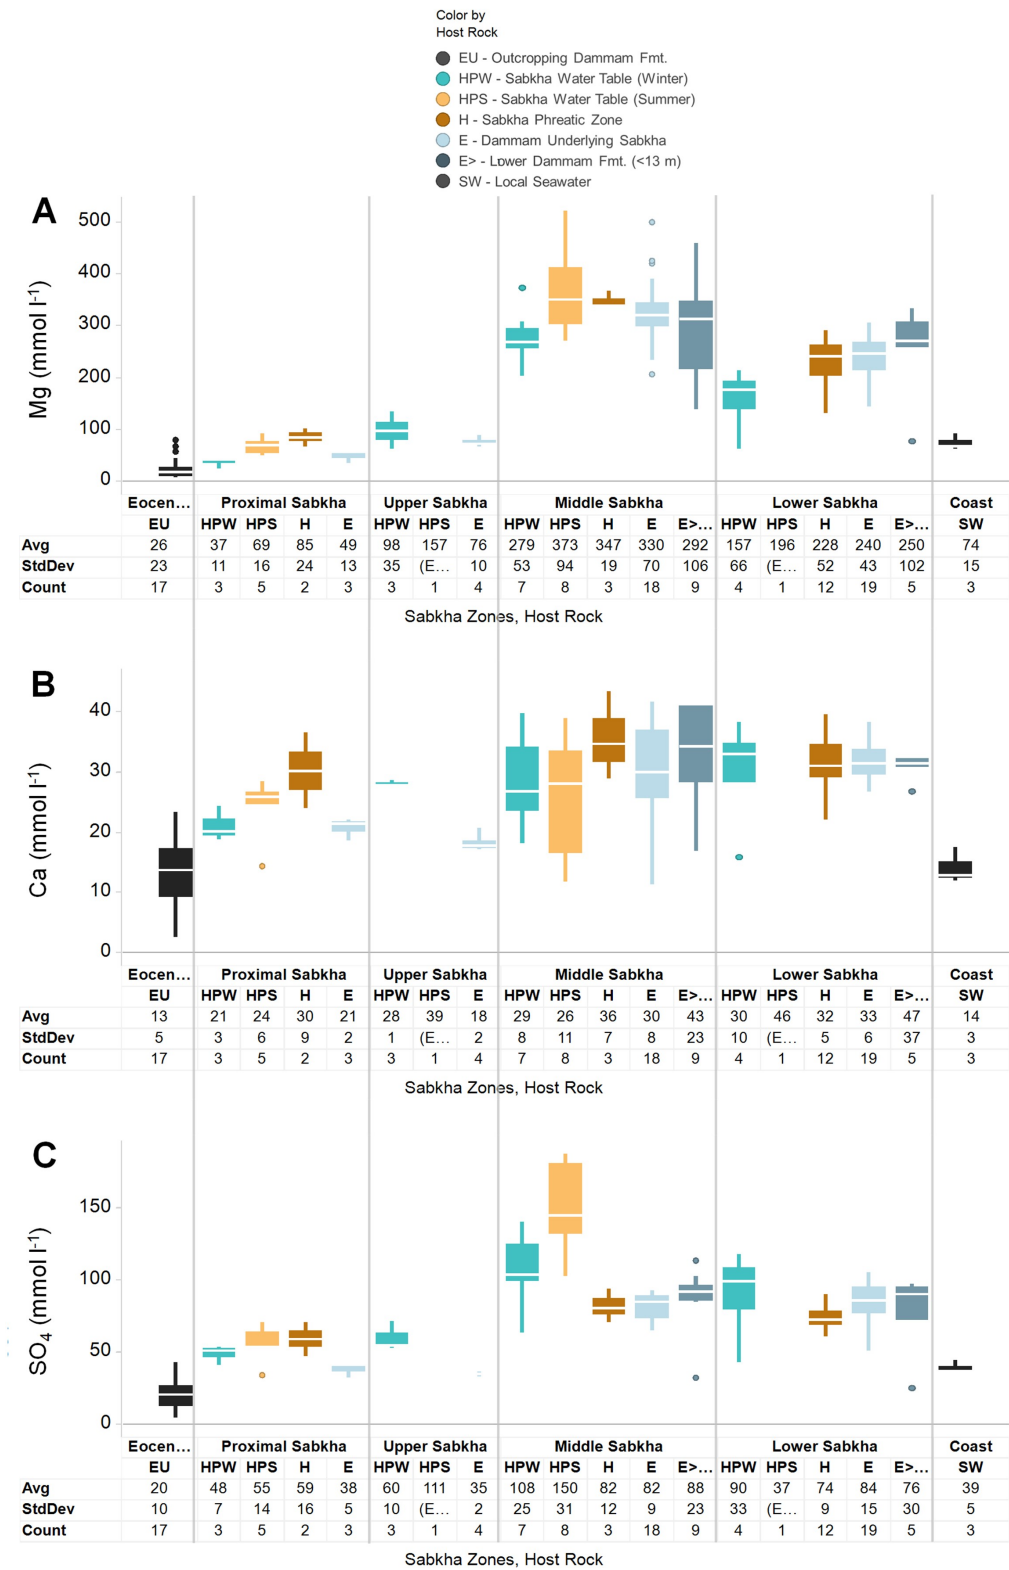 Color by
Host Rock
EU - Outcropping Dammam Fmt.
HPW - Sabkha Water Table (Winter)
HPS - Sabkha Water Table (Summer)
H - Sabkha Phreatic Zone
E - Dammam Underlying Sabkha
E> - Lower Dammam Fmt. (<13 m)
SW - Local Seawater
A
Mg (mmol l-1)
500
400
300
200
100
0
Eocen... Proximal Sabkha Upper Sabkha Middle Sabkha Lower Sabkha Coast
EU HPW HPS H E HPW HPS E HPW HPS H E E>... HPW HPS H E E>... SW
Avg 26 37 69 85 49 98 157 76 279 373 347 330 292 157 196 228 240 250 74
StdDev 23 11 16 24 13 35 (E... 10 53 94 19 70 106 66 (E... 52 43 102 15
Count 17 3 5 2 3 3 1 4 7 8 3 18 9 4 1 12 19 5 3
Sabkha Zones, Host Rock
B
Ca (mmol l-1)
40
30
20
10
0
Eocen... Proximal Sabkha Upper Sabkha Middle Sabkha Lower Sabkha Coast
EU HPW HPS H E HPW HPS E HPW HPS H E E>... HPW HPS H E E>... SW
Avg 13 21 24 30 21 28 39 18 29 26 36 30 43 30 46 32 33 47 14
StdDev 5 3 6 9 2 1 (E... 2 8 11 7 8 23 10 (E... 5 6 37 3
Count 17 3 5 2 3 3 1 4 7 8 3 18 9 4 1 12 19 5 3
Sabkha Zones, Host Rock
C
SO4 (mmol l-1)
150
100
50
0
Eocen... Proximal Sabkha Upper Sabkha Middle Sabkha Lower Sabkha Coast
EU HPW HPS H E HPW HPS E HPW HPS H E E>... HPW HPS H E E>... SW
Avg 20 48 55 59 38 60 111 35 108 150 82 82 88 90 37 74 84 76 39
StdDev 10 7 14 16 5 10 (E... 2 25 31 12 9 23 33 (E... 9 15 30 5
Count 17 3 5 2 3 3 1 4 7 8 3 18 9 4 1 12 19 5 3
Sabkha Zones, Host Rock